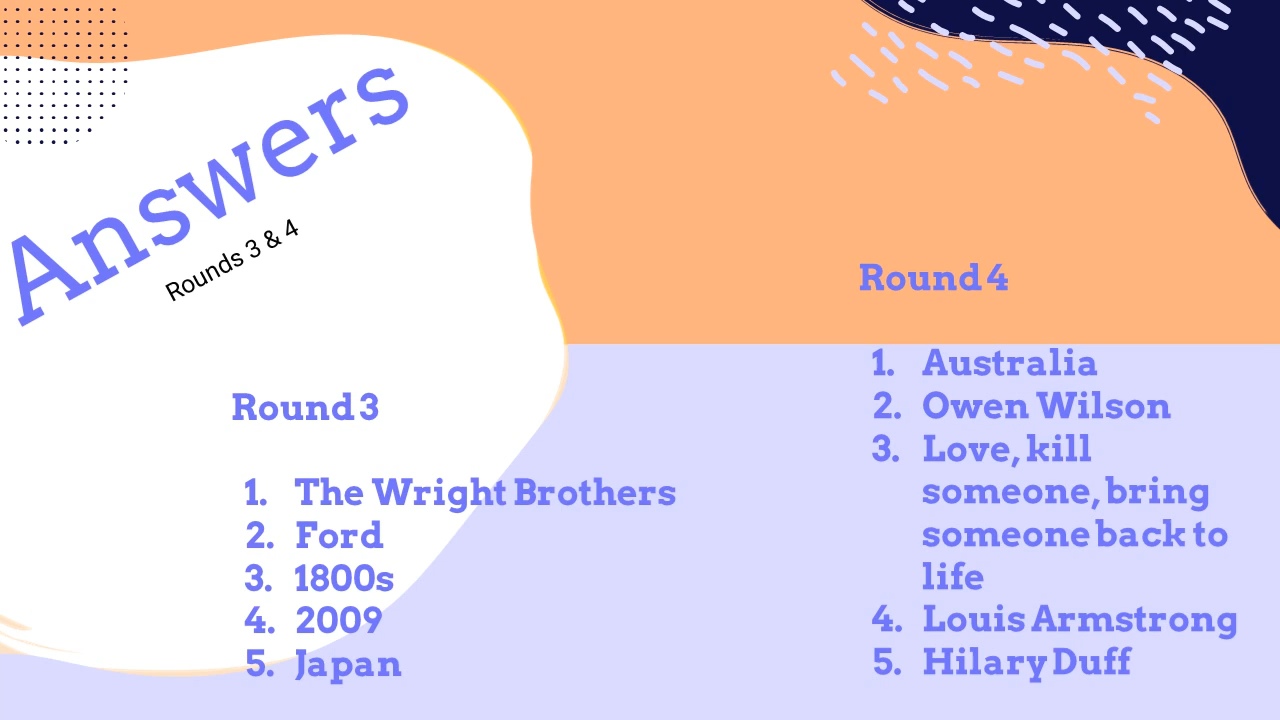 Answers
Rounds 3 & 4
Round 3
1. The Wright Brothers
2. Ford
3. 1800s
4. 2009
5. Japan
Round 4
1. Australia
2. Owen Wilson
3. Love, kill
someone, bring
someone back to
life
4. Louis Armstrong
5. Hilary Duff